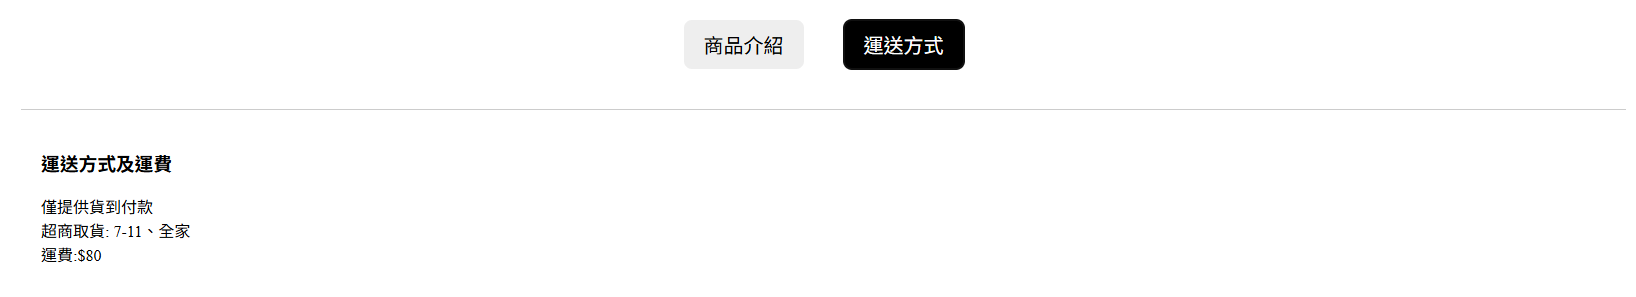 商品介紹
運送方式
運送方式及運費
僅提供貨到付款
超商取貨: 7-11、全家
運費:$80